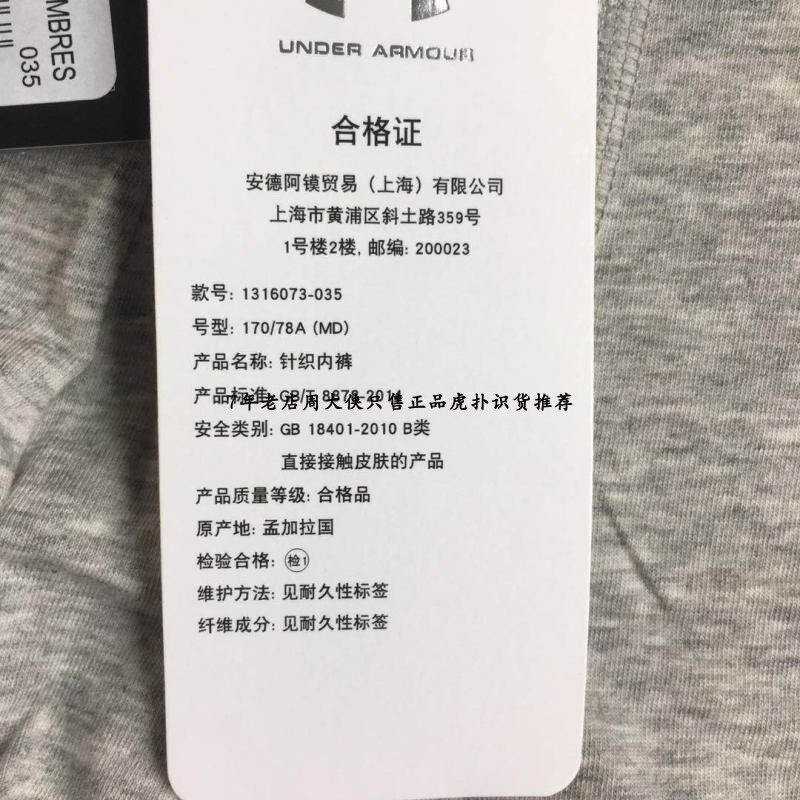 MBRES
035
UNDER ARMOUR
合格证
安德阿镆贸易（上海）有限公司
上海市黄浦区斜土路359号
1号楼2楼, 邮编: 200023
款号: 1316073-035
号型: 170/78A (MD)
产品名称: 针织内裤
产品标准: GB/T 8878-2014
7年老店周大侠只售正品虎扑识货推荐
安全类别: GB 18401-2010 B类
直接接触皮肤的产品
产品质量等级: 合格品
原产地: 孟加拉国
检验合格: 检1
维护方法: 见耐久性标签
纤维成分: 见耐久性标签